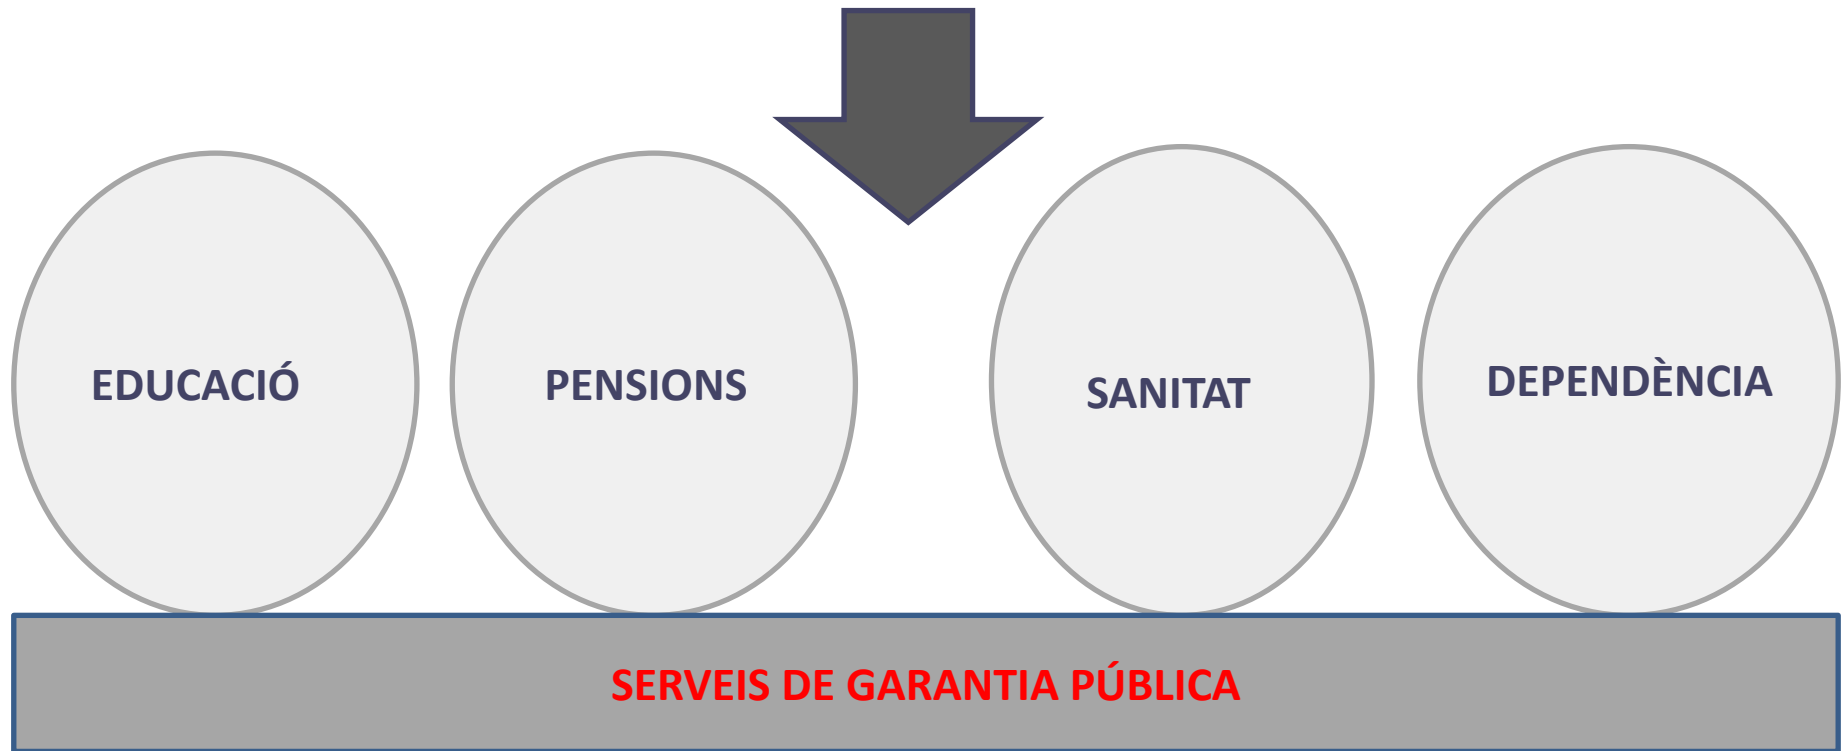 EDUCACIÓ
PENSIONS
SANITAT
DEPENDÈNCIA
SERVEIS DE GARANTIA PÚBLICA